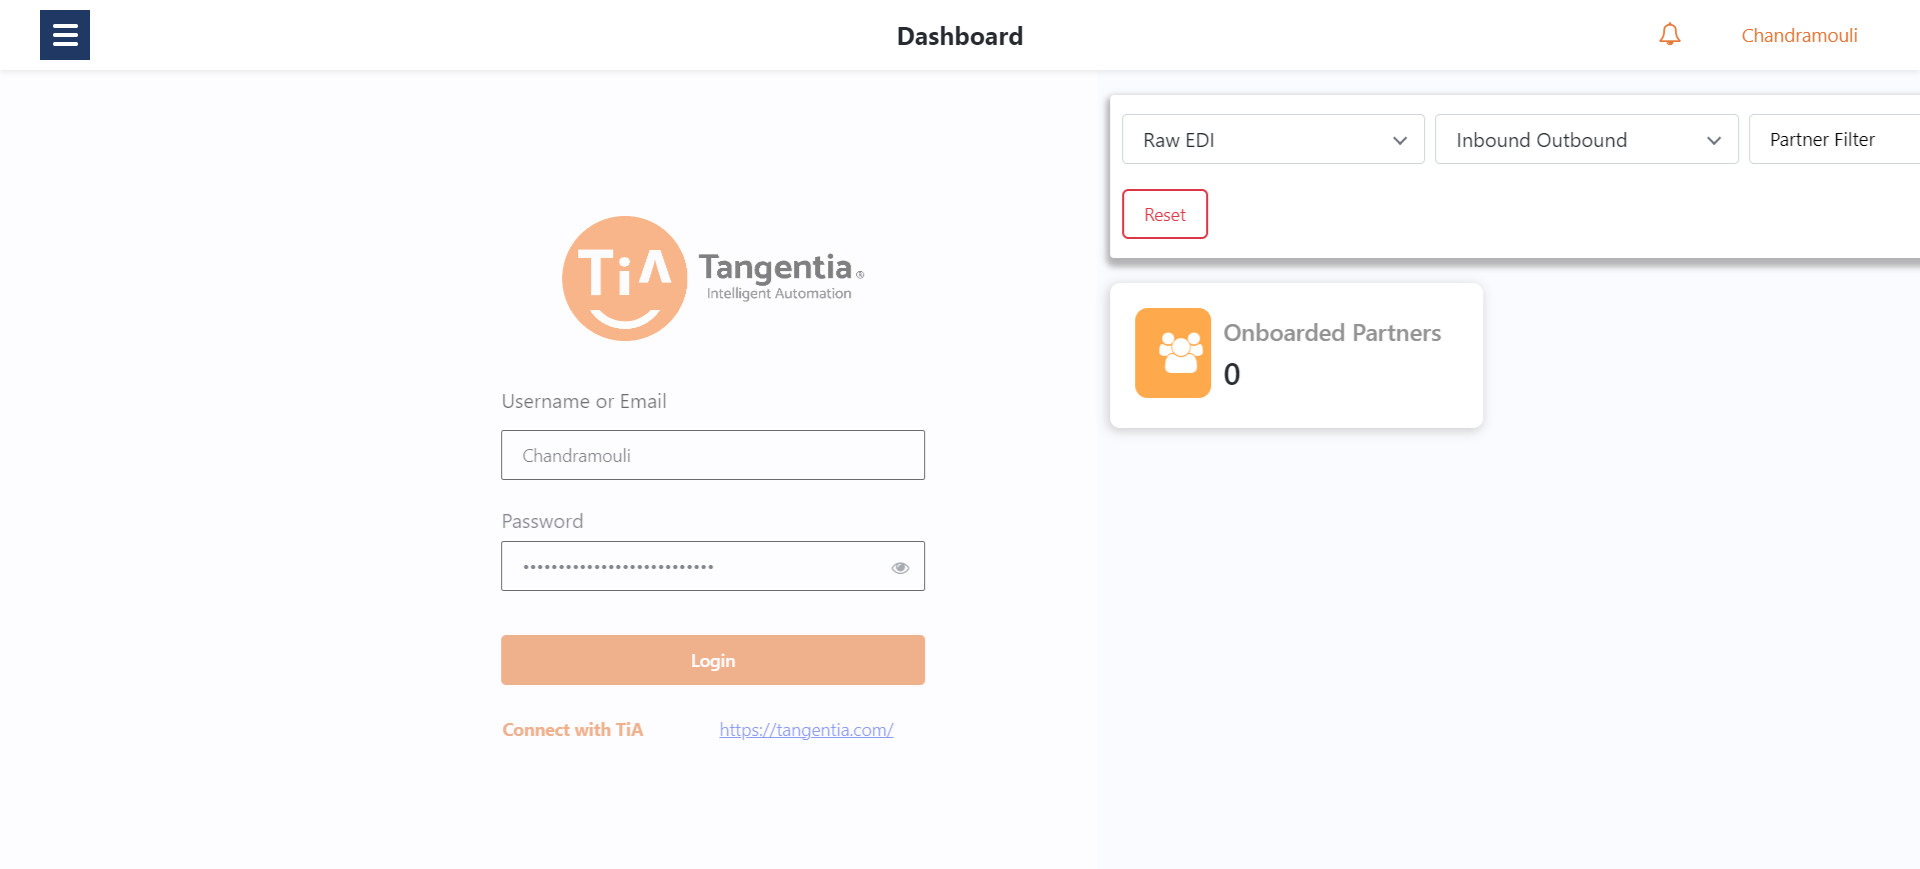 Dashboard
Chandramouli
Raw EDI
Inbound Outbound
Partner Filter
Reset
TiA
Tangentia®
Intelligent Automation
Onboarded Partners
0
Username or Email
Chandramouli
Password
•••••••••••••••••••••••••••
Login
Connect with TiA
https://tangentia.com/